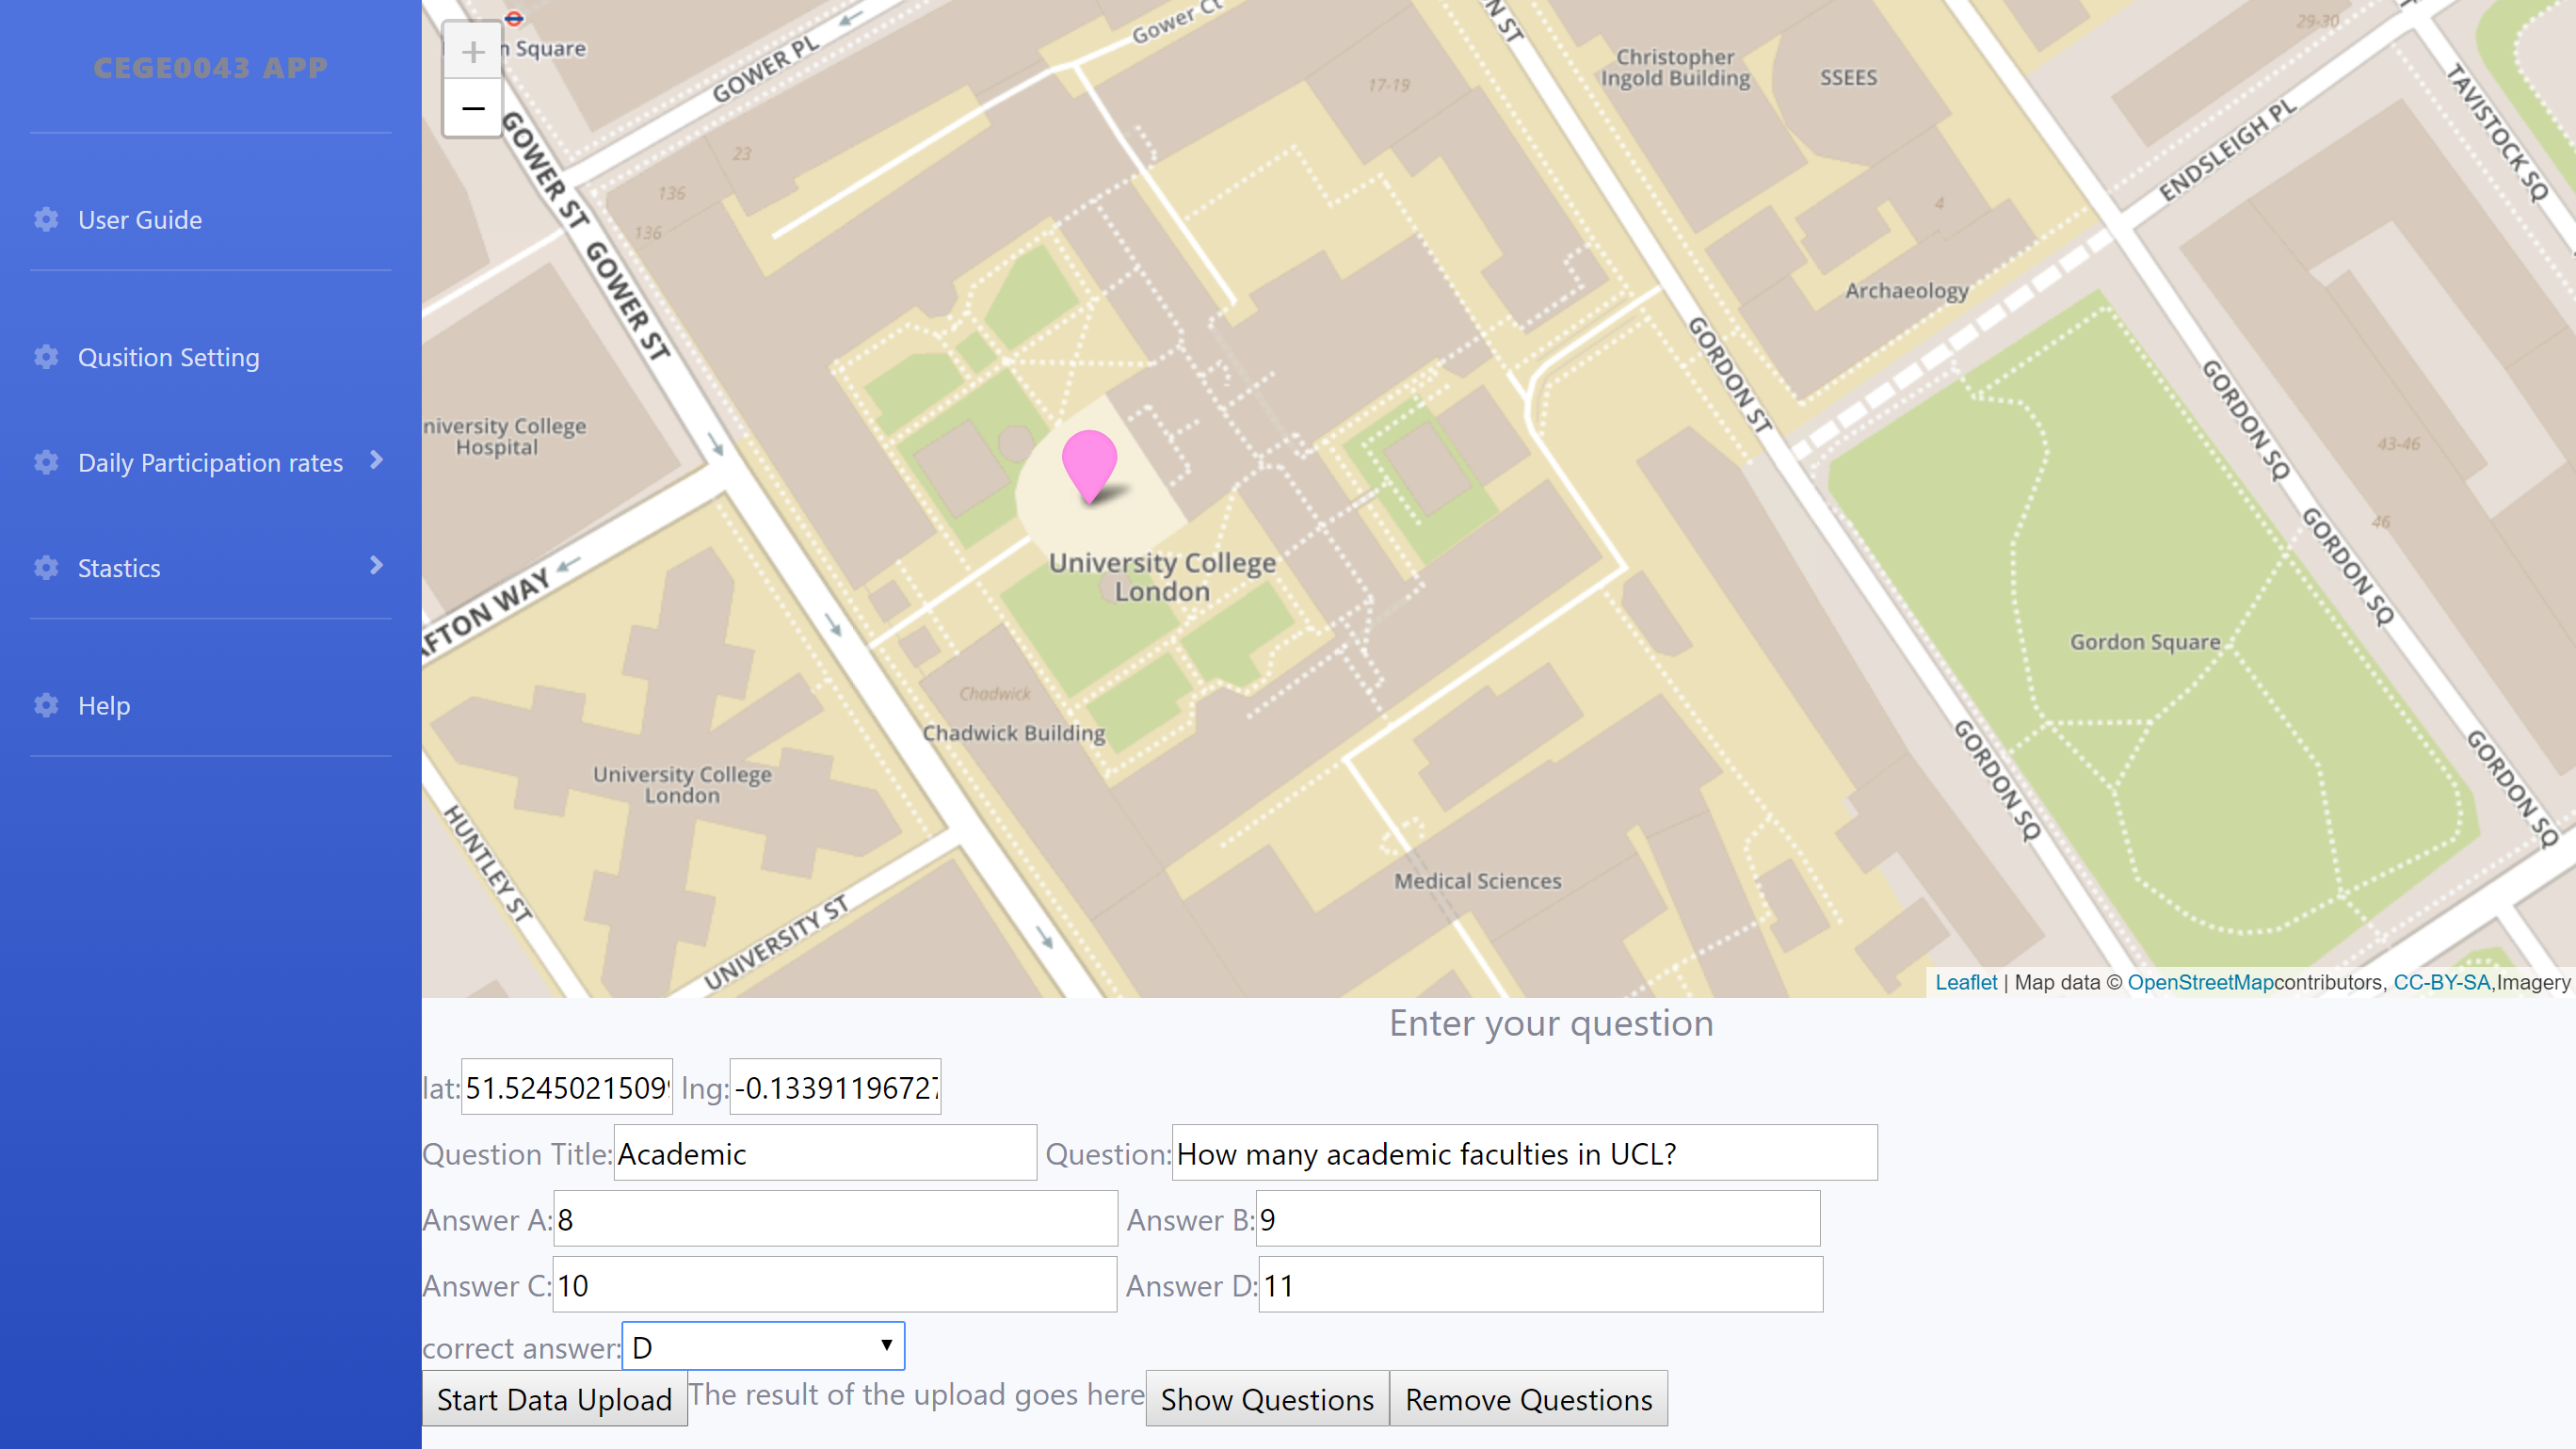 CEGE0043 APP
User Guide
Qusition Setting
Daily Participation rates
Stastics
Help
+
−
n Square
GOWER PL
Gower Ct
N ST
Christopher
Ingold Building
SSEES
29-30
TAVISTOCK SQ
ENDSLEIGH PL
17-19
23
136
136
GOWER ST
GOWER ST
4
Archaeology
GORDON ST
GORDON SQ
43-46
46
GORDON SQ
niversity College
Hospital
University College
London
AFTON WAY
Gordon Square
Chadwick
Chadwick Building
University College
London
GORDON SQ
GORDON SQ
HUNTLEY ST
UNIVERSITY ST
Medical Sciences
Leaflet | Map data © OpenStreetMapcontributors, CC-BY-SA,Imagery
Enter your question
lat:51.5245021509 lng:-0.1339119672
Question Title:Academic Question:How many academic faculties in UCL?
Answer A:8 Answer B:9
Answer C:10 Answer D:11
correct answer:D
Start Data Upload The result of the upload goes here Show Questions Remove Questions